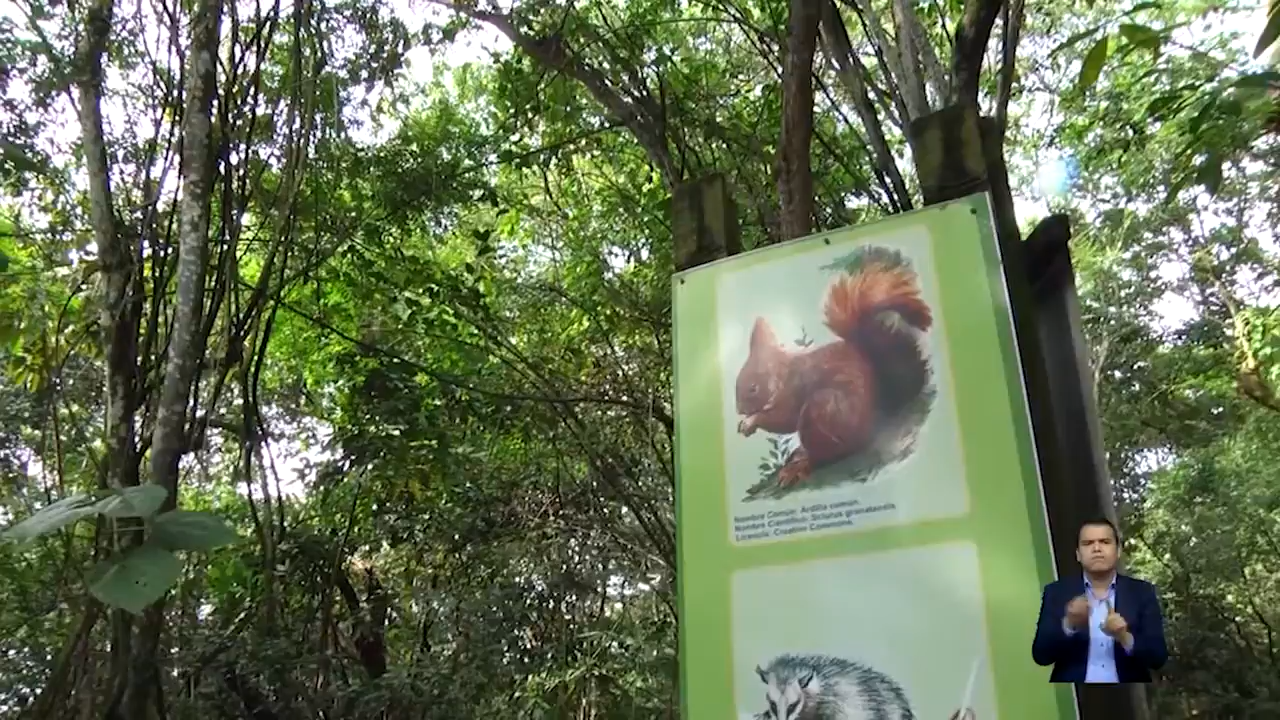 Nombre Común: Ardilla común.
Nombre Científico: Sciurus granatensis
Licencia: Creative Commons.